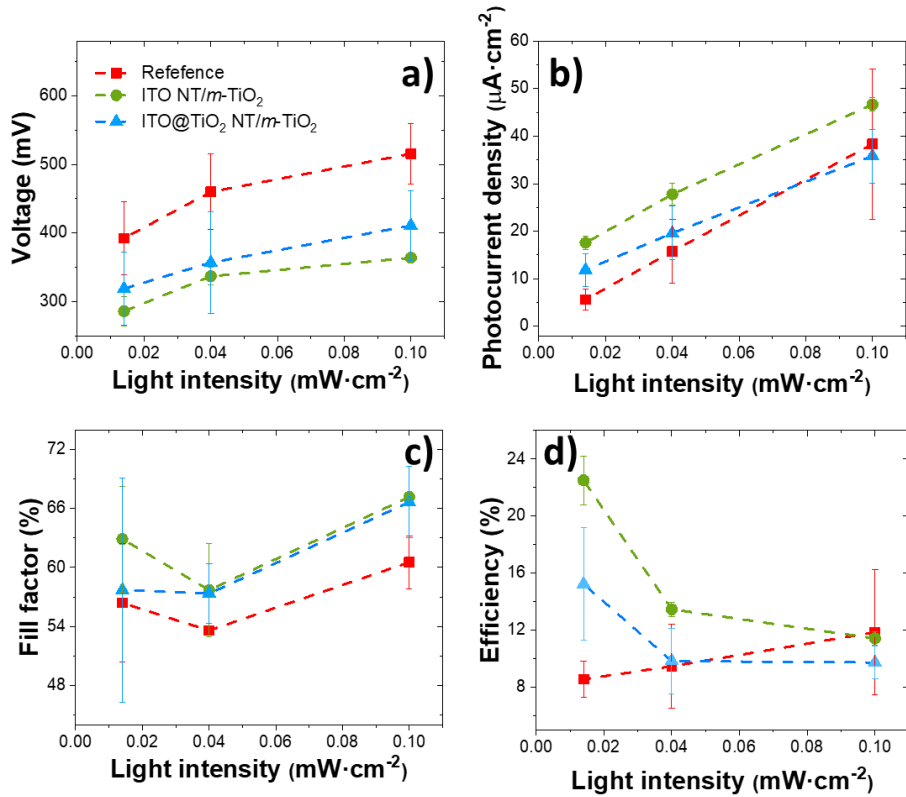 a)
Refefence
ITO NT/m-TiO₂
ITO@TiO₂ NT/m-TiO₂
Voltage (mV)
600
500
400
300
0.00 0.02 0.04 0.06 0.08 0.10
Light intensity (mW·cm⁻²)
b)
Photocurrent density (μA·cm⁻²)
60
50
40
30
20
10
0
0.00 0.02 0.04 0.06 0.08 0.10
Light intensity (mW·cm⁻²)
c)
Fill factor (%)
72
66
60
54
48
0.00 0.02 0.04 0.06 0.08 0.10
Light intensity (mW·cm⁻²)
d)
Efficiency (%)
24
20
16
12
8
0.00 0.02 0.04 0.06 0.08 0.10
Light intensity (mW·cm⁻²)